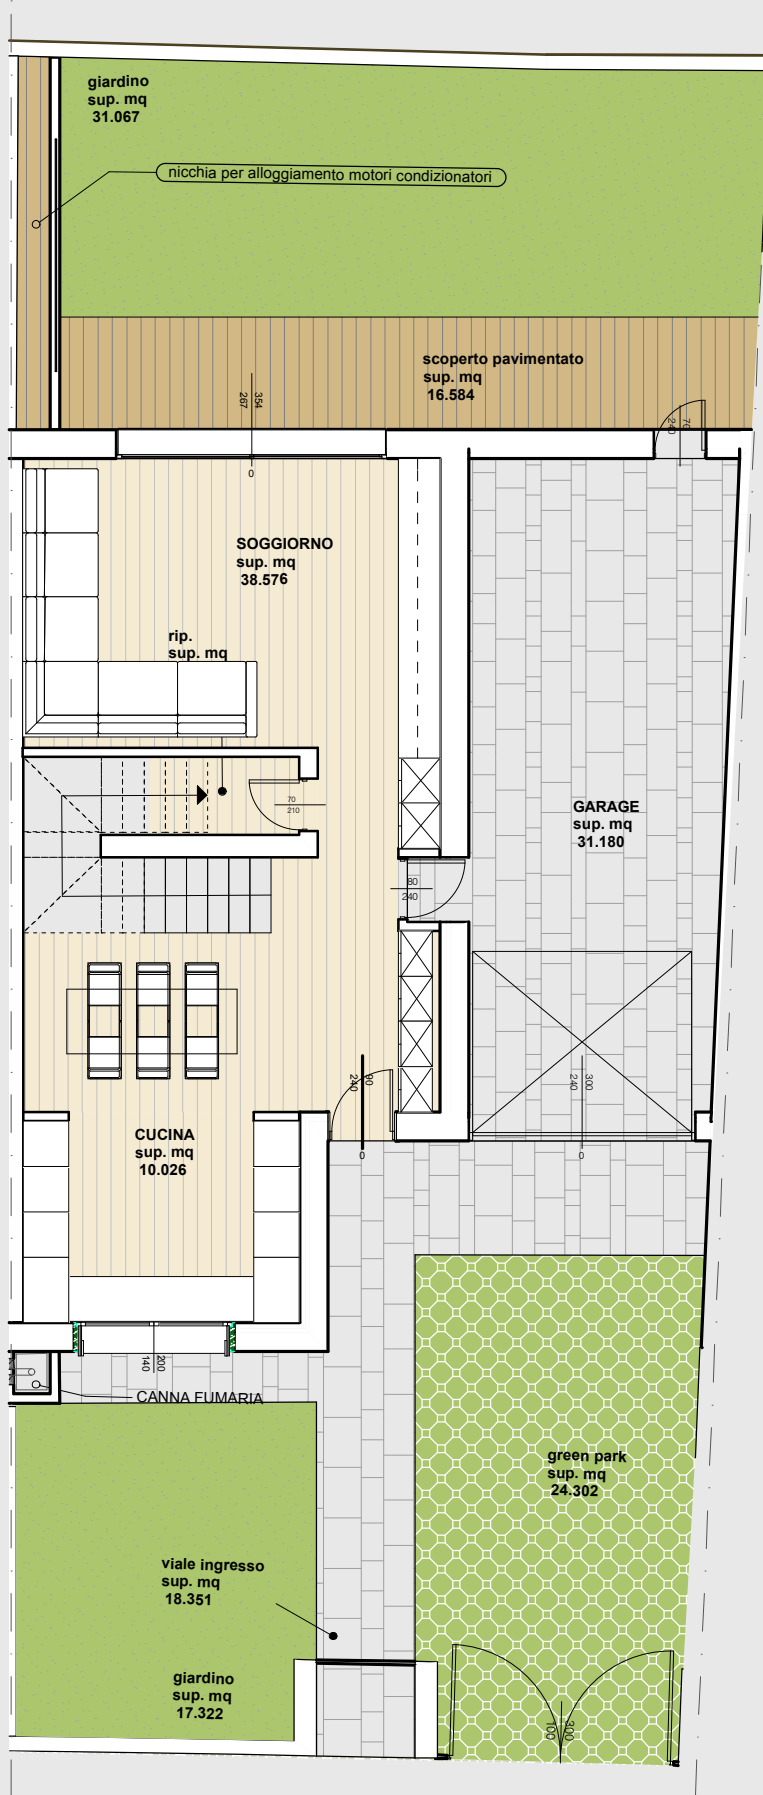 giardino
sup. mq
31.067
nicchia per alloggiamento motori condizionatori
scoperto pavimentato
sup. mq
16.584
354
267
0
70
240
SOGGIORNO
sup. mq
38.576
rip.
sup. mq
70
210
GARAGE
sup. mq
31.180
80
240
90
240
0
300
240
0
CUCINA
sup. mq
10.026
200
140
CANNA FUMARIA
green park
sup. mq
24.302
viale ingresso
sup. mq
18.351
giardino
sup. mq
17.322
300
100